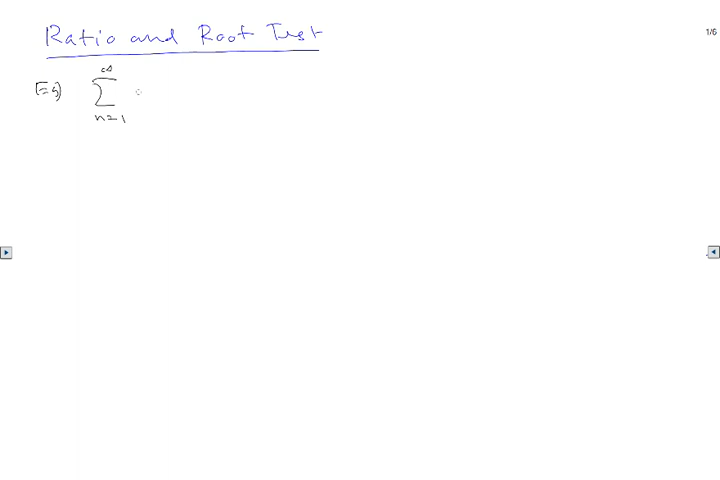 Ratio and Root Test
1/6
Eg) ∞ ∑ n=1